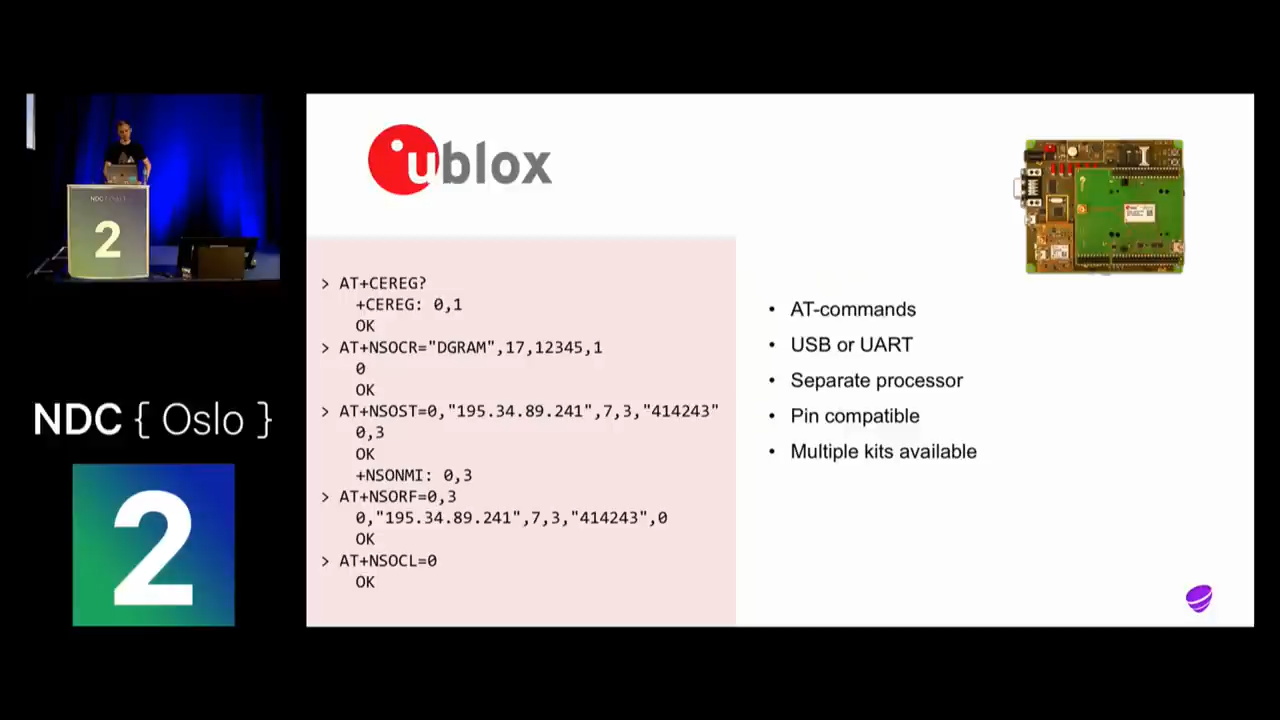 ublox
> AT+CEREG?
+CEREG: 0,1
OK
> AT+NSOCR="DGRAM",17,12345,1
0
OK
> AT+NSOST=0,"195.34.89.241",7,3,"414243"
0,3
OK
+NSONMI: 0,3
> AT+NSORF=0,3
0,"195.34.89.241",7,3,"414243",0
OK
> AT+NSOCL=0
OK
• AT-commands
• USB or UART
• Separate processor
• Pin compatible
• Multiple kits available
2
NDC { Oslo }
2